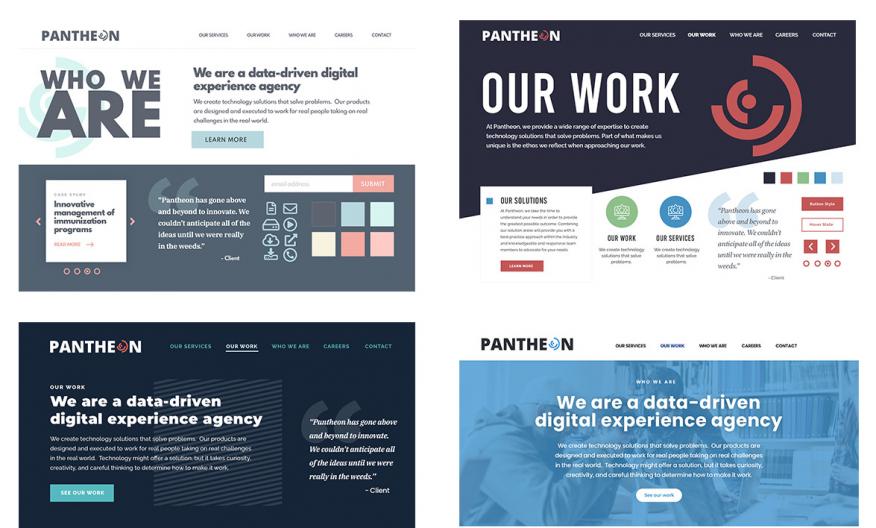 PANTHEON
OUR SERVICES OUR WORK WHO WE ARE CAREERS CONTACT
WHO WE
ARE
We are a data-driven digital
experience agency
We create technology solutions that solve problems. Our products
are designed and executed to work for real people taking on real
challenges in the real world.
LEARN MORE
CASE STUDY
Innovative
management of
immunization
programs
READ MORE
"Pantheon has gone above
and beyond to innovate. We
couldn't anticipate all of the
ideas until we were really
in the weeds."
- Client
email address
SUBMIT
PANTHEON
OUR SERVICES OUR WORK WHO WE ARE CAREERS CONTACT
OUR WORK
At Pantheon, we provide a wide range of expertise to create
technology solutions that solve problems. Part of what makes us
unique is the ethos we reflect when approaching our work.
OUR SOLUTIONS
At Pantheon, we take the time to
understand your needs in order to provide
the greatest possible outcome. Combining
our solution areas will provide you with a
best-practice approach within the industry
and knowledgeable and responsive team
members to advocate for your needs.
LEARN MORE
OUR WORK
We create technology
solutions that solve
problems.
OUR SERVICES
We create technology
solutions that solve
problems.
"Pantheon has gone
above and beyond to
innovate. We couldn't
anticipate all of the ideas
until we were really in the
weeds."
- Client
Button Style
Hover State
PANTHEON
OUR SERVICES OUR WORK WHO WE ARE CAREERS CONTACT
OUR WORK
We are a data-driven
digital experience agency
We create technology solutions that solve problems. Our products are
designed and executed to work for real people taking on real challenges
in the real world. Technology might offer a solution, but it takes curiosity,
creativity, and careful thinking to determine how to make it work.
SEE OUR WORK
"Pantheon has gone above
and beyond to innovate.
We couldn't anticipate all
of the ideas until we were
really in the weeds."
- Client
PANTHEON
OUR SERVICES OUR WORK WHO WE ARE CAREERS CONTACT
WHO WE ARE
We are a data-driven
digital experience agency
We create technology solutions that solve problems. Our products are
designed and executed to work for real people taking on real challenges
in the real world. Technology might offer a solution, but it takes curiosity,
creativity, and careful thinking to determine how to make it work.
See our work